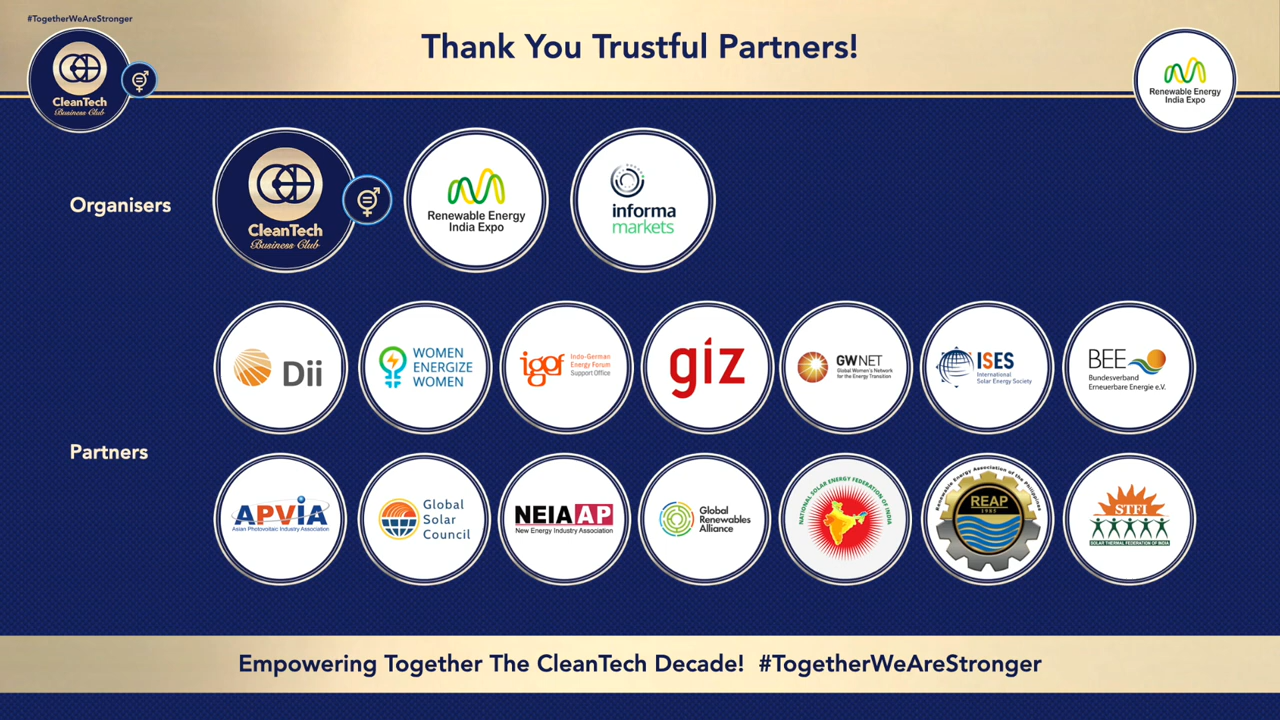 #TogetherWeAreStronger
CleanTech
Business Club
Thank You Trustful Partners!
Renewable Energy
India Expo
Organisers
CleanTech
Business Club
Renewable Energy
India Expo
informa
markets
Partners
Dii
WOMEN
ENERGIZE
WOMEN
igef
Indo-German
Energy Forum
Support Office
giz
GWNET
Global Women's Network
for the Energy Transition
ISES
International
Solar Energy Society
BEE
Bundesverband
Erneuerbare Energie e.V.
APVIA
Asian Photovoltaic Industry Association
Global
Solar
Council
NEIAAP
New Energy Industry Association
Global
Renewables
Alliance
NATIONAL SOLAR ENERGY FEDERATION OF INDIA
Renewable Energy Association of the Philippines
REAP
1985
STFI
SOLAR THERMAL FEDERATION OF INDIA
Empowering Together The CleanTech Decade! #TogetherWeAreStronger